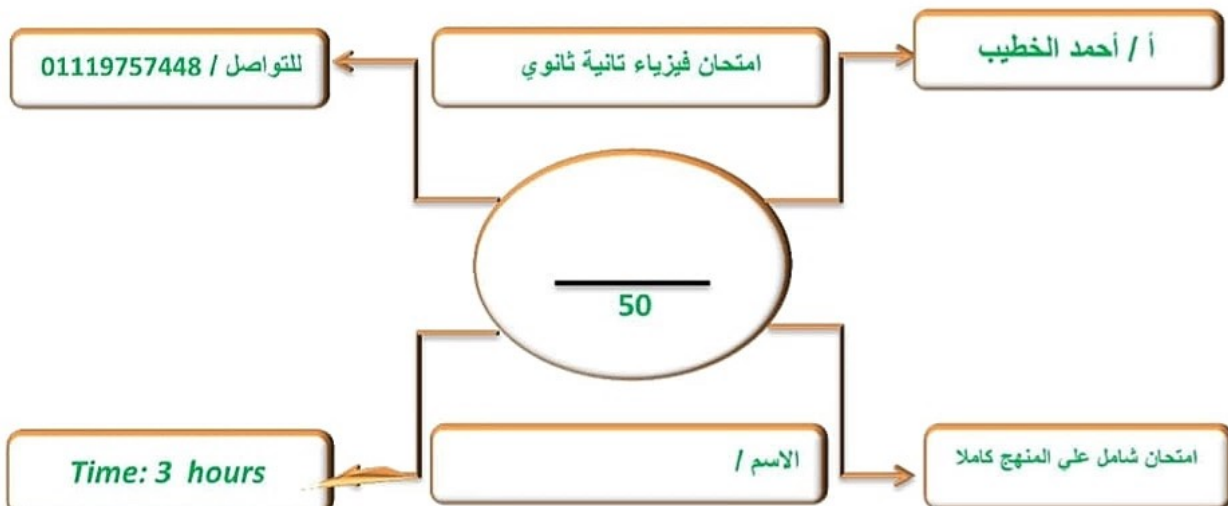 أ / أحمد الخطيب
امتحان فيزياء تانية ثانوي
للتواصل / 01119757448
50
امتحان شامل علي المنهج كاملا
الاسم /
Time: 3 hours